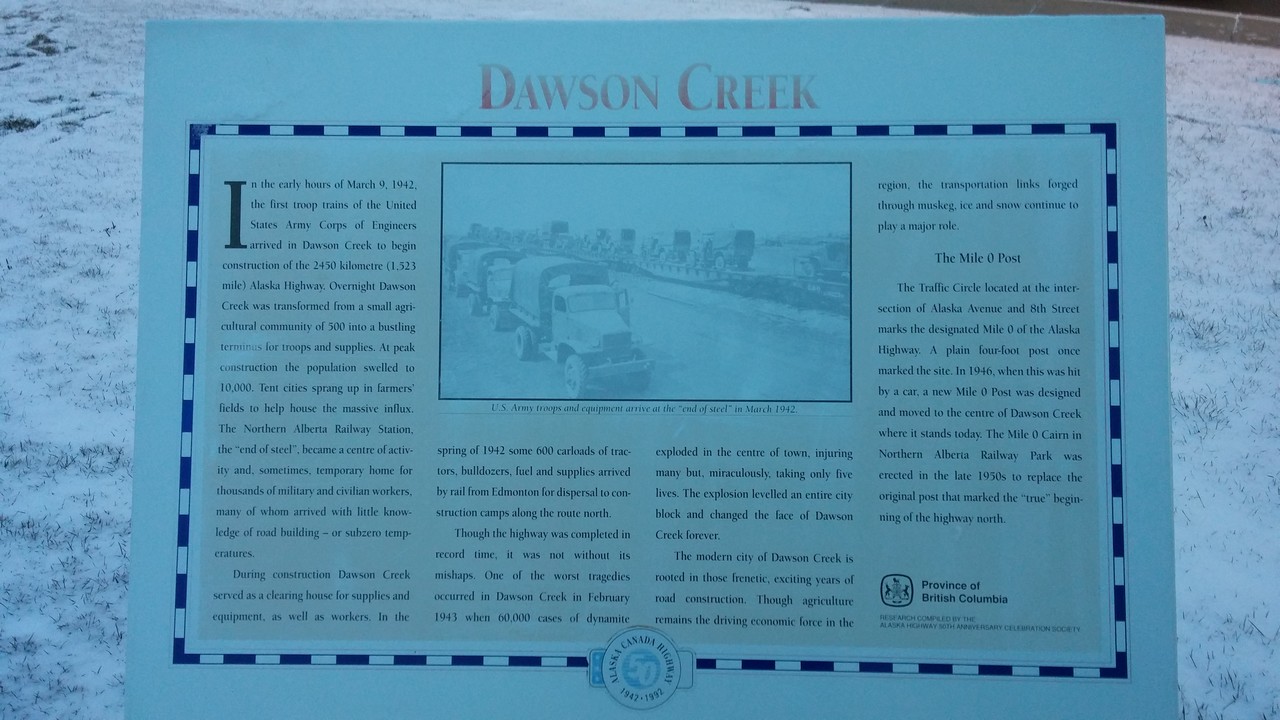 DAWSON CREEK
In the early hours of March 9, 1942,
the first troop trains of the United
States Army Corps of Engineers
arrived in Dawson Creek to begin
construction of the 2450 kilometre (1,523
mile) Alaska Highway. Overnight Dawson
Creek was transformed from a small agri-
cultural community of 500 into a bustling
terminus for troops and supplies. At peak
construction the population swelled to
10,000. Tent cities sprang up in farmers'
fields to help house the massive influx.
The Northern Alberta Railway Station,
the "end of steel", became a centre of activ-
ity and, sometimes, temporary home for
thousands of military and civilian workers,
many of whom arrived with little know-
ledge of road building – or subzero temp-
eratures.
During construction Dawson Creek
served as a clearing house for supplies and
equipment, as well as workers. In the
U.S. Army troops and equipment arrive at the "end of steel" in March 1942.
spring of 1942 some 600 carloads of trac-
tors, bulldozers, fuel and supplies arrived
by rail from Edmonton for dispersal to con-
struction camps along the route north.
Though the highway was completed in
record time, it was not without its
mishaps. One of the worst tragedies
occurred in Dawson Creek in February
1943 when 60,000 cases of dynamite
exploded in the centre of town, injuring
many but, miraculously, taking only five
lives. The explosion levelled an entire city
block and changed the face of Dawson
Creek forever.
The modern city of Dawson Creek is
rooted in those frenetic, exciting years of
road construction. Though agriculture
remains the driving economic force in the
region, the transportation links forged
through muskeg, ice and snow continue to
play a major role.
The Mile 0 Post
The Traffic Circle located at the inter-
section of Alaska Avenue and 8th Street
marks the designated Mile 0 of the Alaska
Highway. A plain four-foot post once
marked the site. In 1946, when this was hit
by a car, a new Mile 0 Post was designed
and moved to the centre of Dawson Creek
where it stands today. The Mile 0 Cairn in
Northern Alberta Railway Park was
erected in the late 1950s to replace the
original post that marked the "true" begin-
ning of the highway north.
Province of
British Columbia
RESEARCH COMPILED BY THE
ALASKA HIGHWAY 50TH ANNIVERSARY CELEBRATION SOCIETY.
ALASKA CANADA HIGHWAY
50
1942•1992